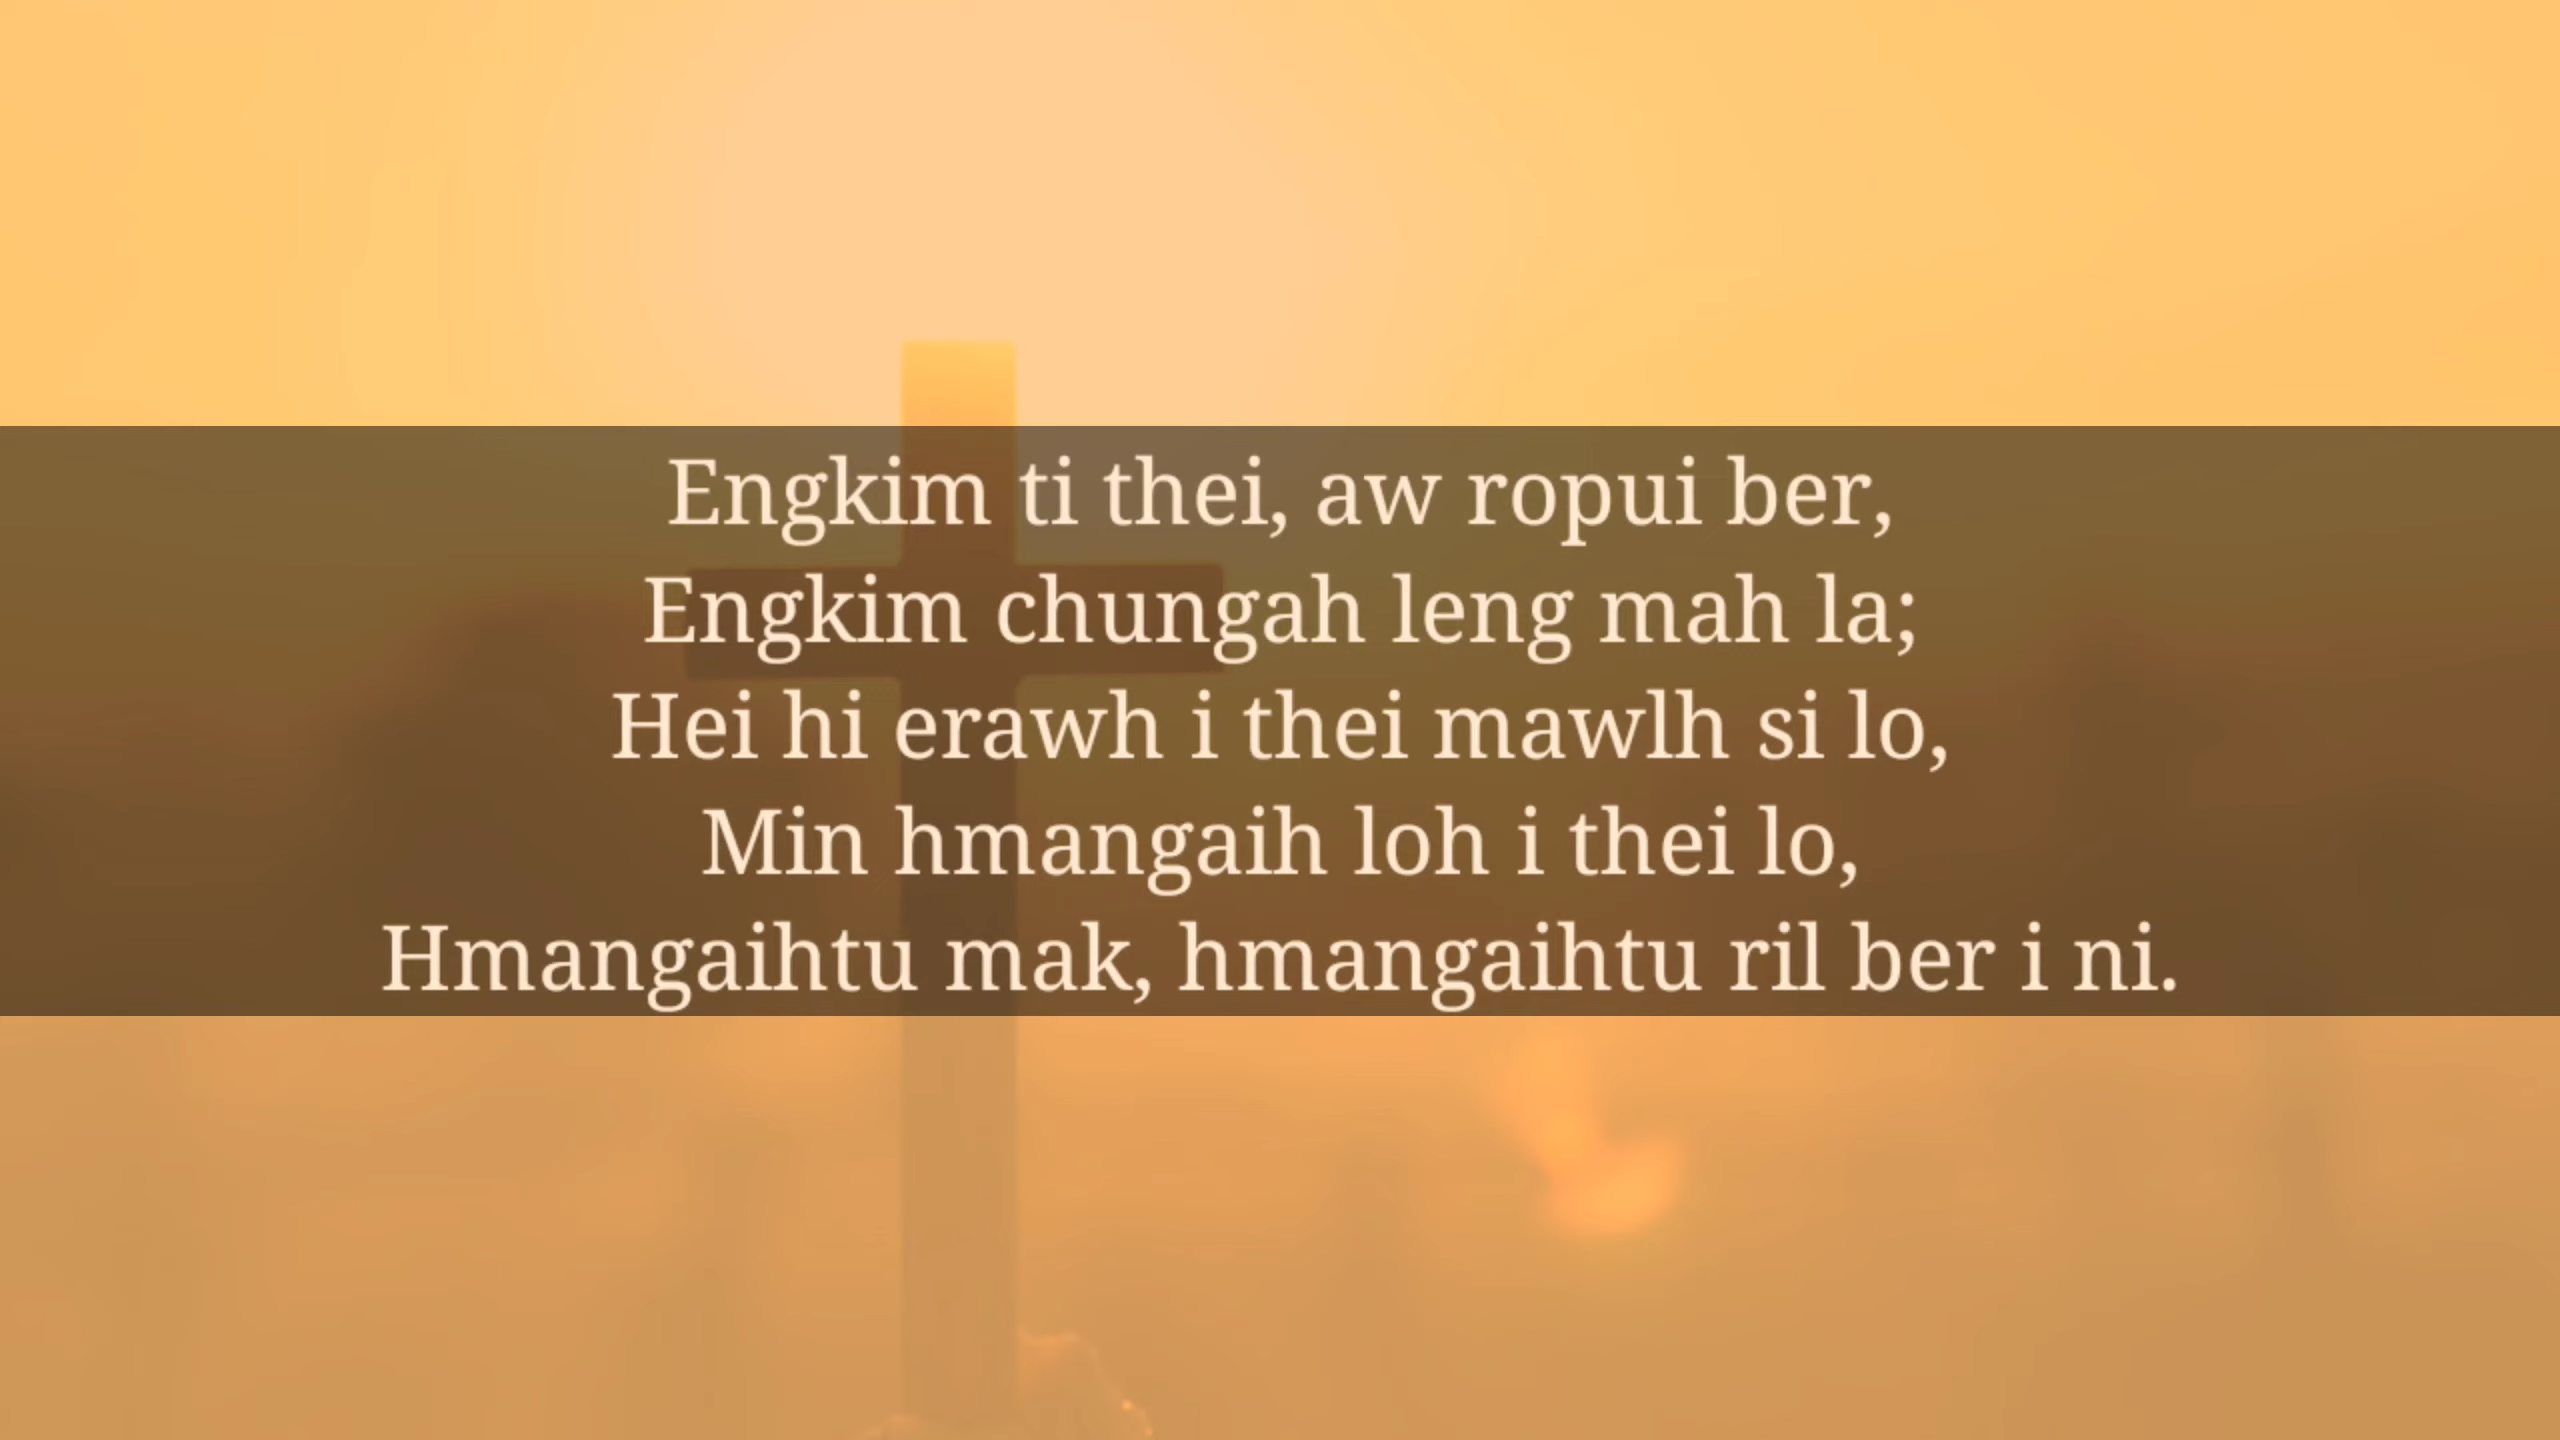 Engkim ti thei, aw ropui ber,
Engkim chungah leng mah la;
Hei hi erawh i thei mawlh si lo,
Min hmangaih loh i thei lo,
Hmangaihtu mak, hmangaihtu ril ber i ni.